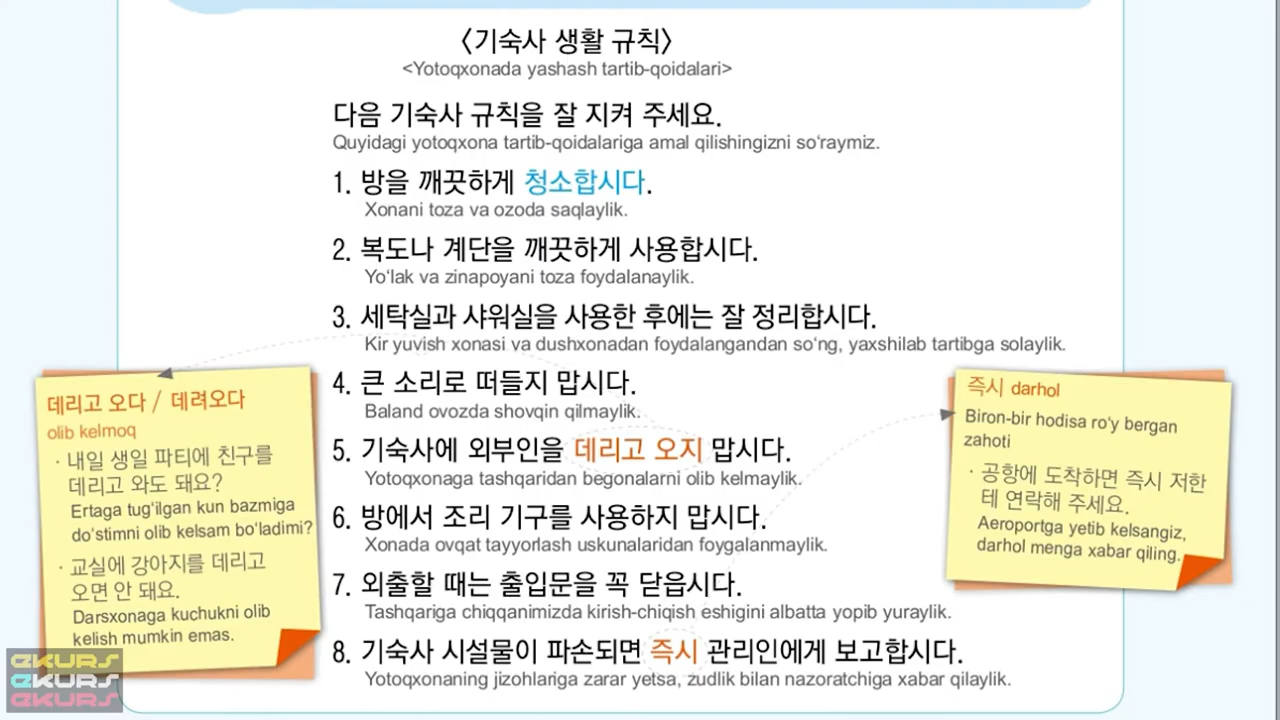 <기숙사 생활 규칙>
<Yotoqxonada yashash tartib-qoidalari>
다음 기숙사 규칙을 잘 지켜 주세요.
Quyidagi yotoqxona tartib-qoidalariga amal qilishingizni so'raymiz.
1. 방을 깨끗하게 청소합시다.
Xonani toza va ozoda saqlaylik.
2. 복도나 계단을 깨끗하게 사용합시다.
Yo'lak va zinapoyani toza foydalanaylik.
3. 세탁실과 샤워실을 사용한 후에는 잘 정리합시다.
Kir yuvish xonasi va dushxonadan foydalangandan so'ng, yaxshilab tartibga solaylik.
4. 큰 소리로 떠들지 맙시다.
Baland ovozda shovqin qilmaylik.
5. 기숙사에 외부인을 데리고 오지 맙시다.
Yotoqxonaga tashqaridan begonalarni olib kelmaylik.
6. 방에서 조리 기구를 사용하지 맙시다.
Xonada ovqat tayyorlash uskunalaridan foygalanmaylik.
7. 외출할 때는 출입문을 꼭 닫읍시다.
Tashqariga chiqqanimizda kirish-chiqish eshigini albatta yopib yuraylik.
8. 기숙사 시설물이 파손되면 즉시 관리인에게 보고합시다.
Yotoqxonaning jizohlariga zarar yetsa, zudlik bilan nazoratchiga xabar qilaylik.
데리고 오다 / 데려오다
olib kelmoq
· 내일 생일 파티에 친구를
데리고 와도 돼요?
Ertaga tug'ilgan kun bazmiga
do'stimni olib kelsam bo'ladimi?
· 교실에 강아지를 데리고
오면 안 돼요.
Darsxonaga kuchukni olib
kelish mumkin emas.
즉시 darhol
Biron-bir hodisa ro'y bergan
zahoti
· 공항에 도착하면 즉시 저한
테 연락해 주세요.
Aeroportga yetib kelsangiz,
darhol menga xabar qiling.
EKURS
EKURS
EKURS